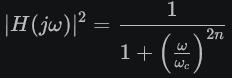 |H(jω)|² = 1 / (1 + (ω/ω_c)^{2n})